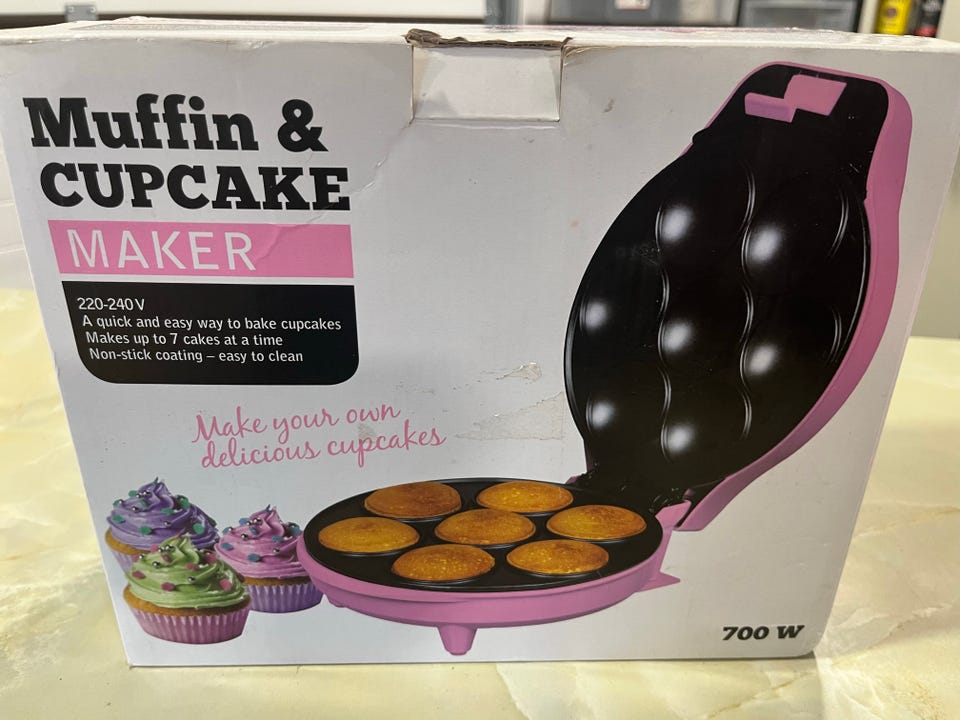 Muffin &
CUPCAKE
MAKER
220-240 V
A quick and easy way to bake cupcakes
Makes up to 7 cakes at a time
Non-stick coating – easy to clean
Make your own
delicious cupcakes
700 W